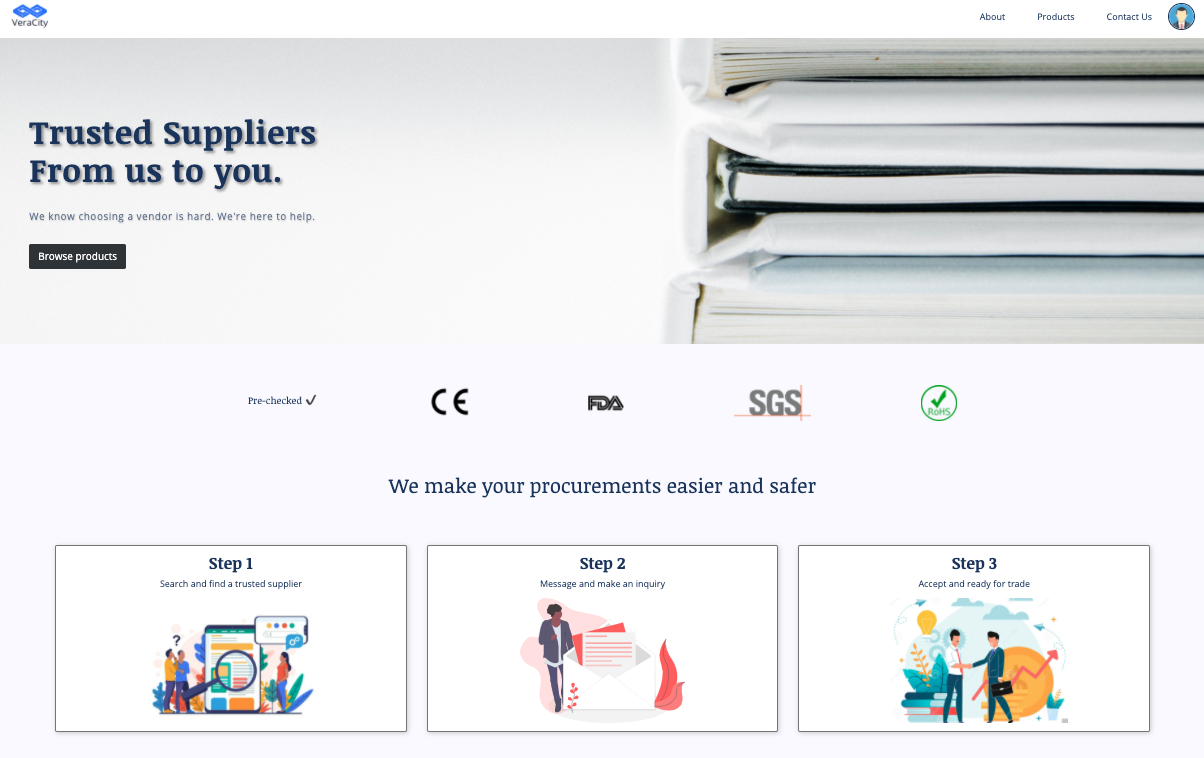 VeraCity
About
Products
Contact Us
Trusted Suppliers
From us to you.
We know choosing a vendor is hard. We're here to help.
Browse products
Pre-checked ✔
CE
FDA
SGS
RoHS
We make your procurements easier and safer
Step 1
Search and find a trusted supplier
?
Step 2
Message and make an inquiry
Step 3
Accept and ready for trade